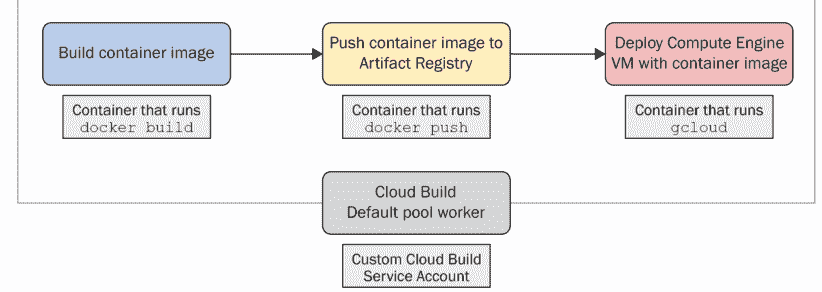 Build container image
Push container image to
Artifact Registry
Deploy Compute Engine
VM with container image
Container that runs
docker build
Container that runs
docker push
Container that runs
gcloud
Cloud Build
Default pool worker
Custom Cloud Build
Service Account